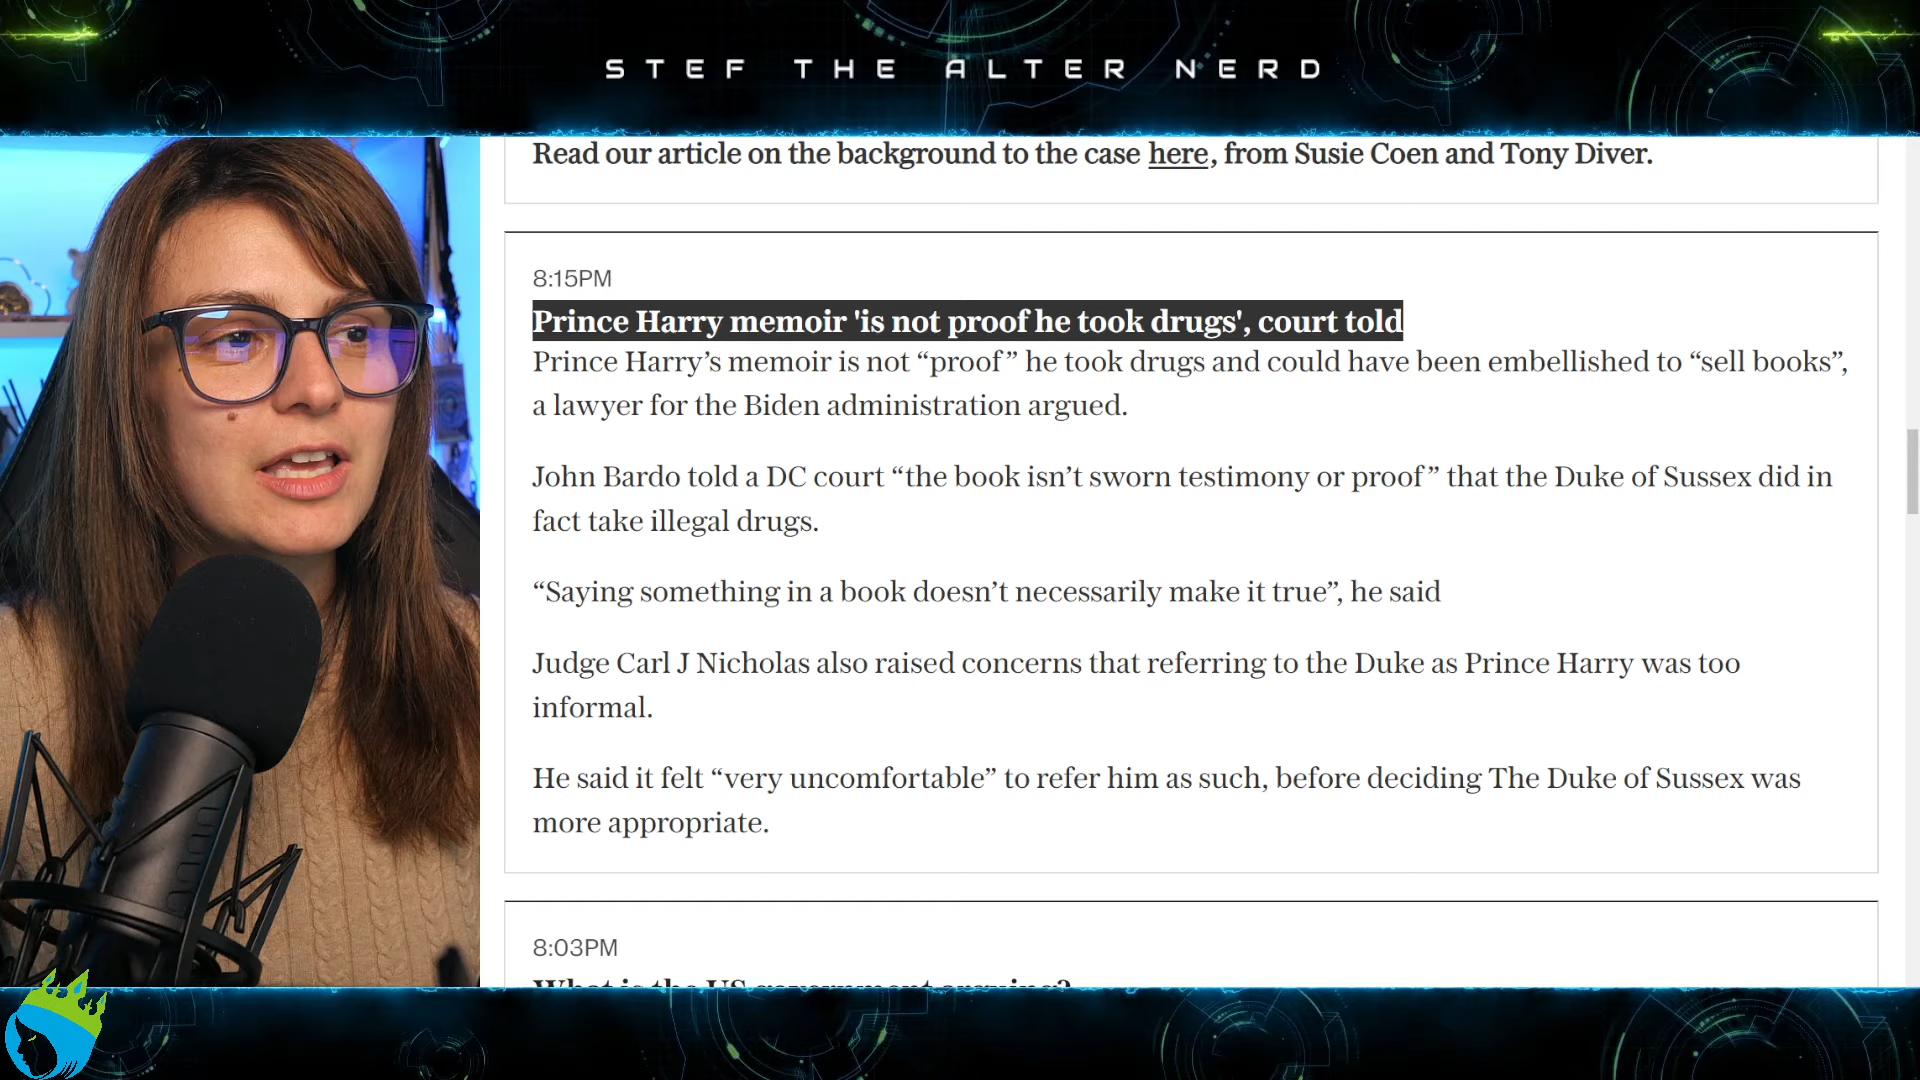 STEF THE ALTER NERD
Read our article on the background to the case here, from Susie Coen and Tony Diver.
8:15PM
Prince Harry memoir 'is not proof he took drugs', court told
Prince Harry’s memoir is not “proof” he took drugs and could have been embellished to “sell books”,
a lawyer for the Biden administration argued.
John Bardo told a DC court “the book isn’t sworn testimony or proof” that the Duke of Sussex did in
fact take illegal drugs.
“Saying something in a book doesn’t necessarily make it true”, he said
Judge Carl J Nicholas also raised concerns that referring to the Duke as Prince Harry was too
informal.
He said it felt “very uncomfortable” to refer him as such, before deciding The Duke of Sussex was
more appropriate.
8:03PM
What is the US government arguing?